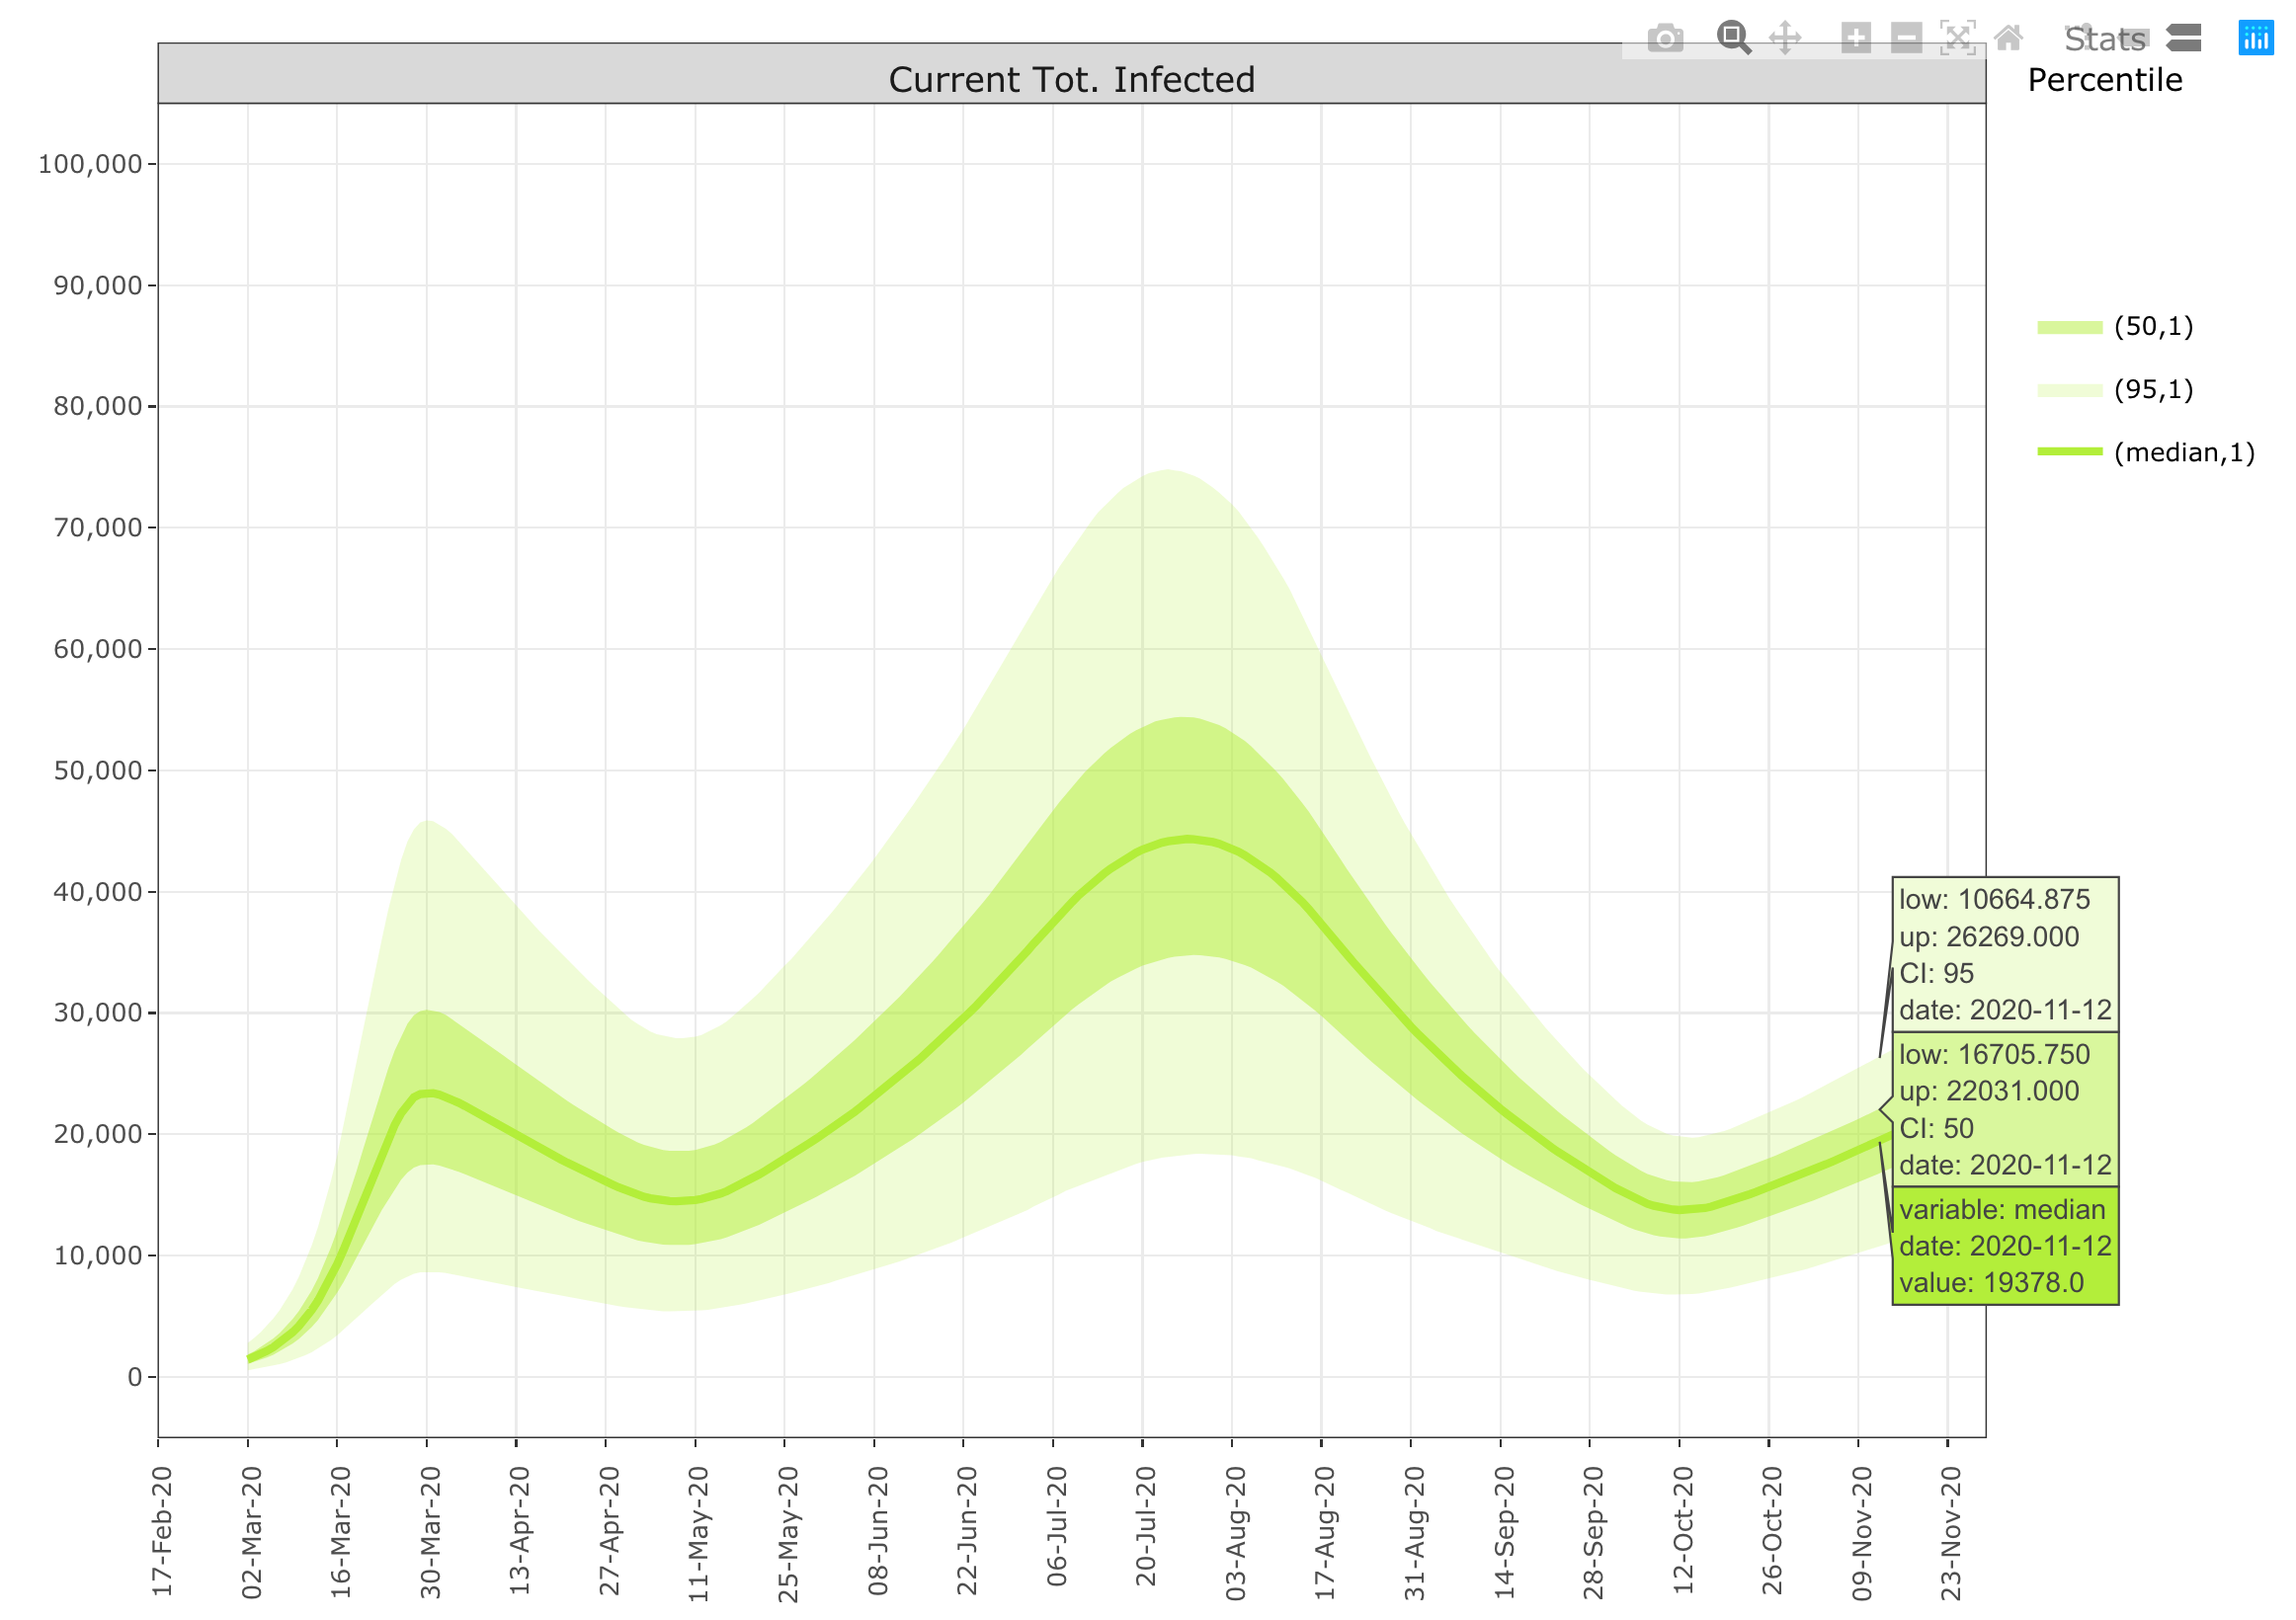 Stats
Current Tot. Infected
Percentile
100,000
90,000
80,000
70,000
60,000
50,000
40,000
30,000
20,000
10,000
0
(50,1)
(95,1)
(median,1)
low: 10664.875
up: 26269.000
CI: 95
date: 2020-11-12
low: 16705.750
up: 22031.000
CI: 50
date: 2020-11-12
variable: median
date: 2020-11-12
value: 19378.0
17-Feb-20
02-Mar-20
16-Mar-20
30-Mar-20
13-Apr-20
27-Apr-20
11-May-20
25-May-20
08-Jun-20
22-Jun-20
06-Jul-20
20-Jul-20
03-Aug-20
17-Aug-20
31-Aug-20
14-Sep-20
28-Sep-20
12-Oct-20
26-Oct-20
09-Nov-20
23-Nov-20